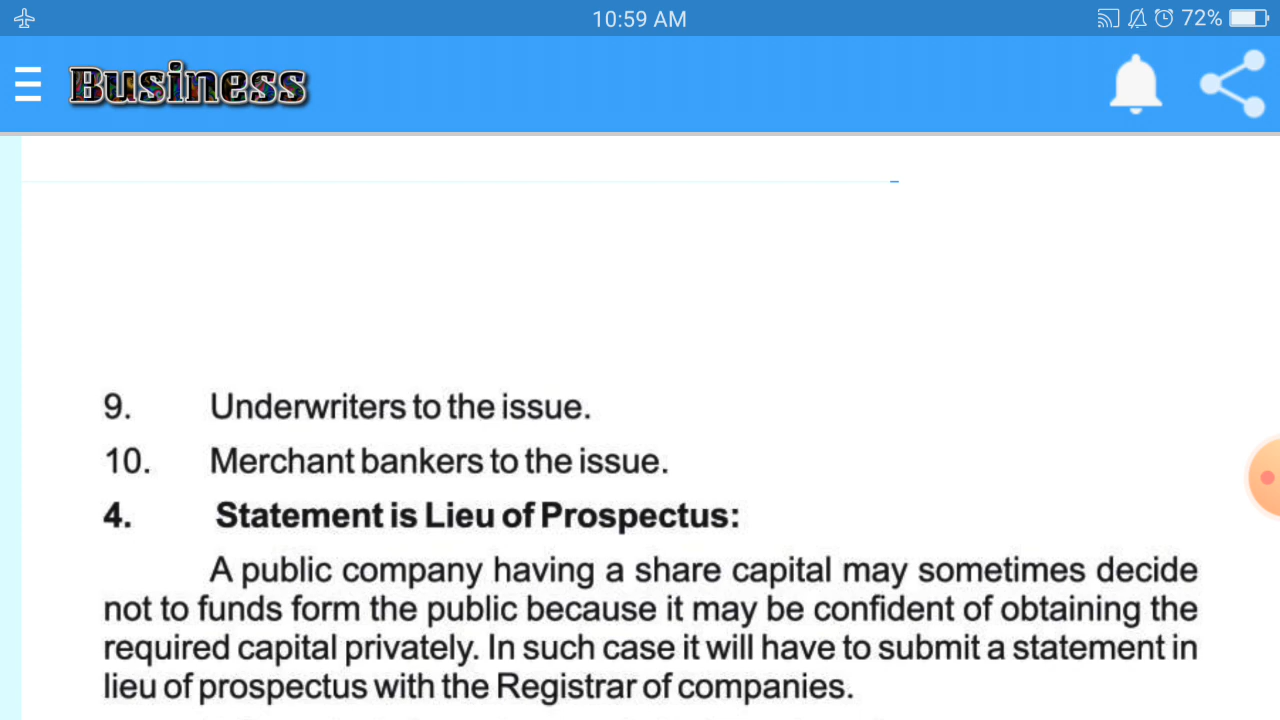 10:59 AM
72%
Business
9. Underwriters to the issue.
10. Merchant bankers to the issue.
4. Statement is Lieu of Prospectus:
A public company having a share capital may sometimes decide
not to funds form the public because it may be confident of obtaining the
required capital privately. In such case it will have to submit a statement in
lieu of prospectus with the Registrar of companies.